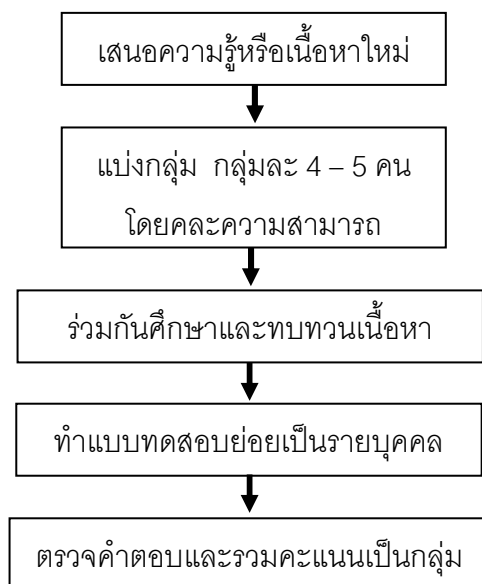 เสนอความรู้หรือเนื้อหาใหม่
แบ่งกลุ่ม กลุ่มละ 4 – 5 คน
โดยคละความสามารถ
ร่วมกันศึกษาและทบทวนเนื้อหา
ทำแบบทดสอบย่อยเป็นรายบุคคล
ตรวจคำตอบและรวมคะแนนเป็นกลุ่ม